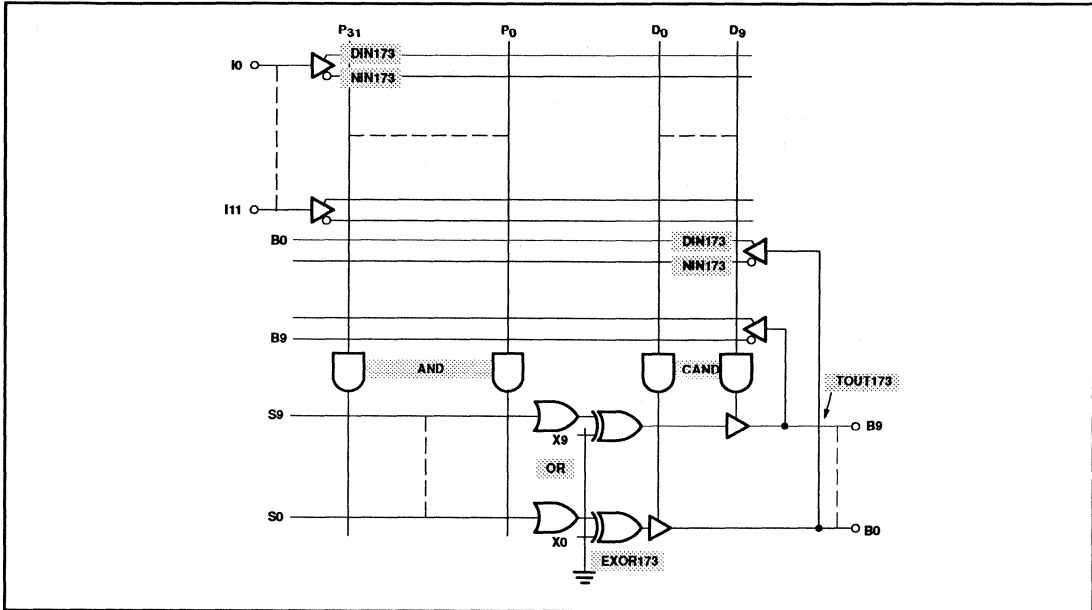 P31 P0 D0 D9
DIN173
I0
NIN173
I11
B0 DIN173
NIN173
B9
AND CAND
TOUT173
S9 B9
X9
OR
S0 B0
X0
EXOR173